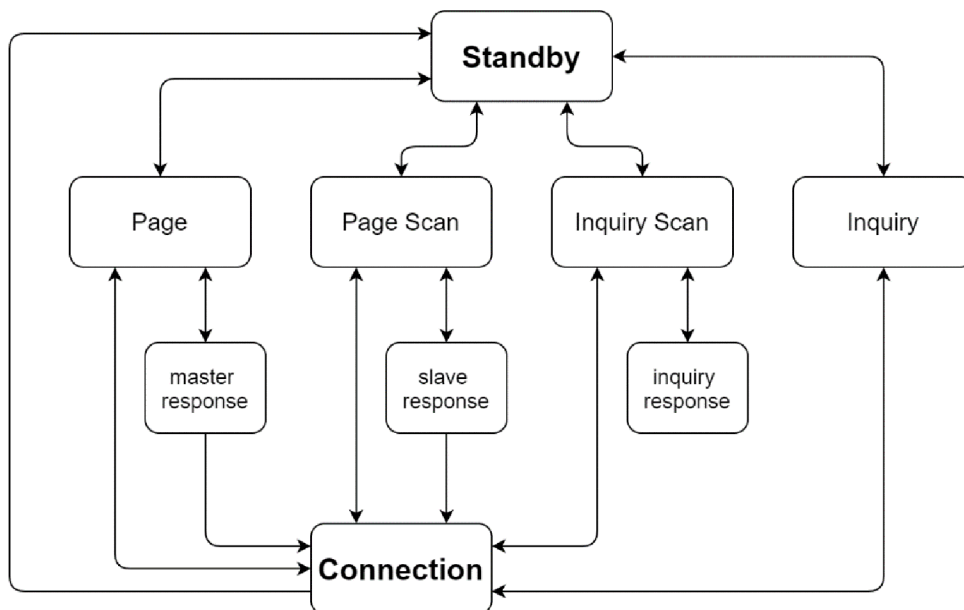 Standby
Page
Page Scan
Inquiry Scan
Inquiry
master
response
slave
response
inquiry
response
Connection